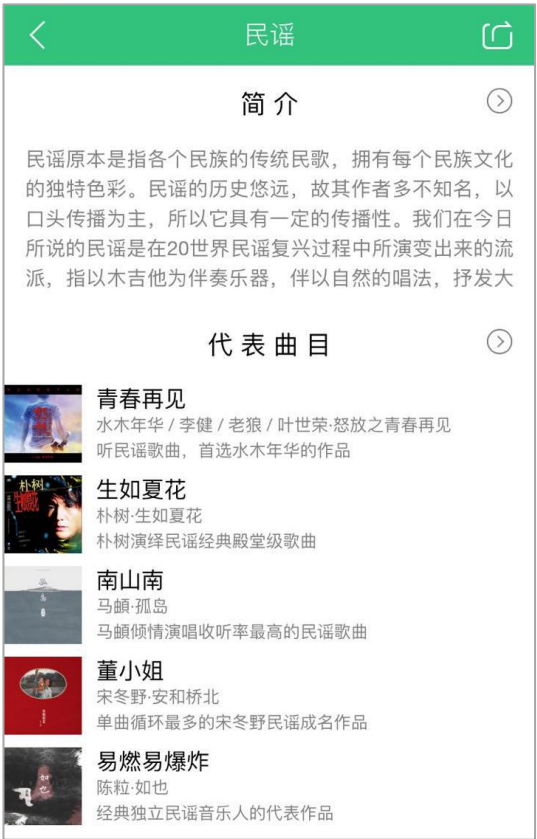 民谣
简介
民谣原本是指各个民族的传统民歌，拥有每个民族文化
的独特色彩。民谣的历史悠远，故其作者多不知名，以
口头传播为主，所以它具有一定的传播性。我们在今日
所说的民谣是在20世界民谣复兴过程中所演变出来的流
派，指以木吉他为伴奏乐器，伴以自然的唱法，抒发大
代表曲目
青春再见
水木年华 / 李健 / 老狼 / 叶世荣·怒放之青春再见
听民谣歌曲，首选水木年华的作品
朴树
生如夏花
朴树·生如夏花
朴树演绎民谣经典殿堂级歌曲
南山南
马頔·孤岛
马頔倾情演唱收听率最高的民谣歌曲
董小姐
宋冬野·安和桥北
单曲循环最多的宋冬野民谣成名作品
如也
易燃易爆炸
陈粒·如也
经典独立民谣音乐人的代表作品